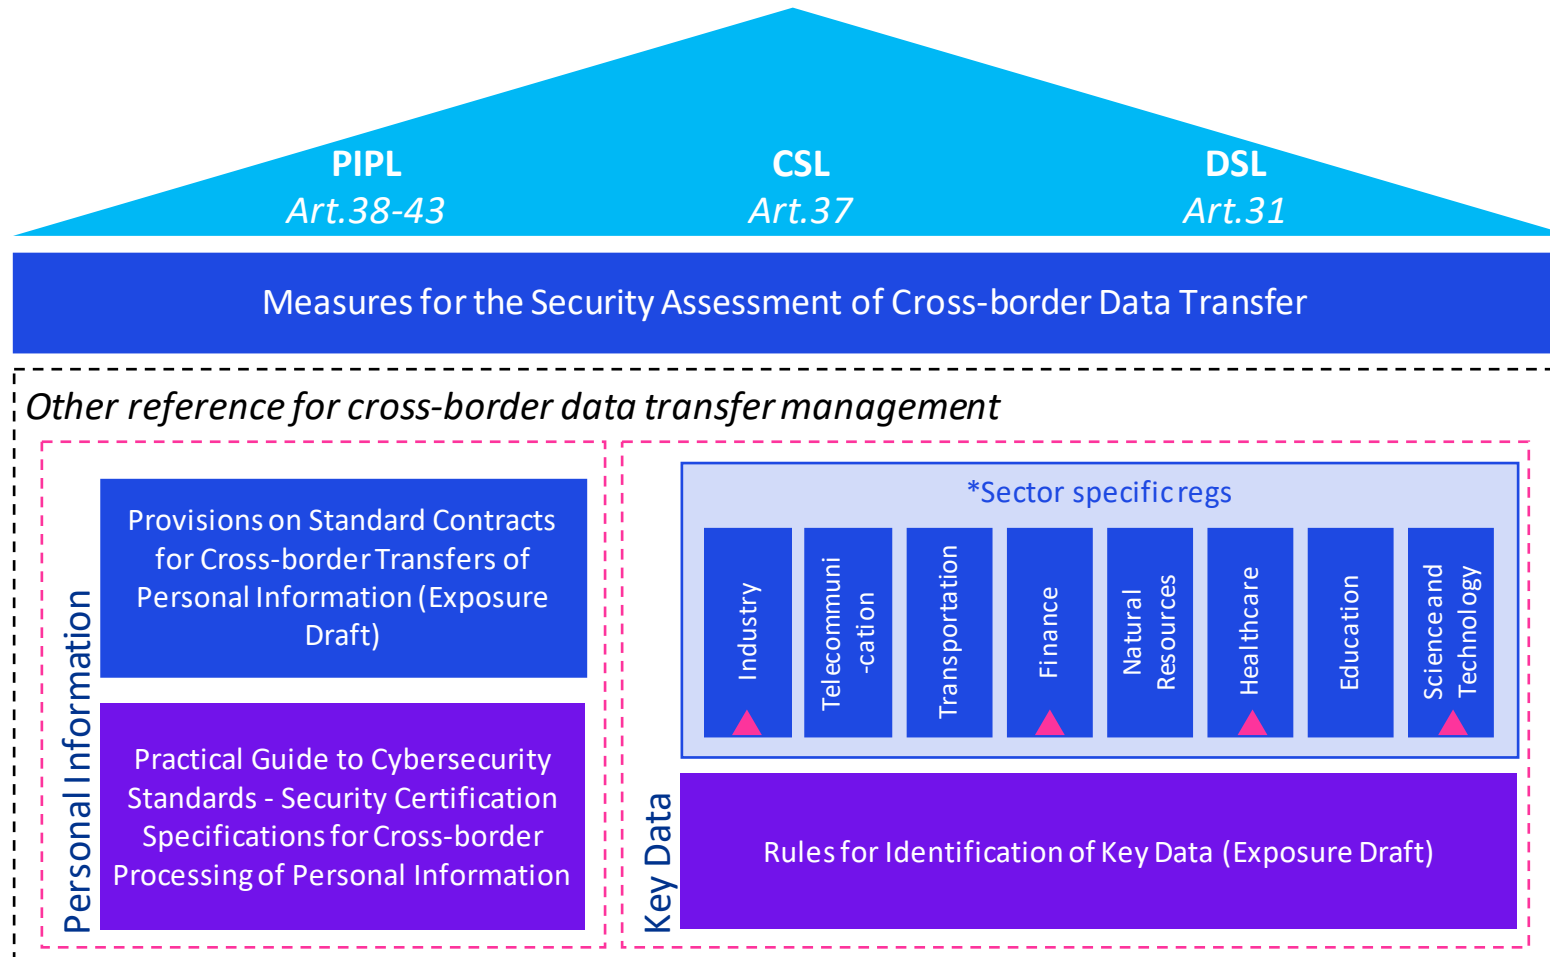 PIPL
Art.38-43
CSL
Art.37
DSL
Art.31
Measures for the Security Assessment of Cross-border Data Transfer
Other reference for cross-border data transfer management
Personal Information
Provisions on Standard Contracts
for Cross-border Transfers of
Personal Information (Exposure
Draft)
Practical Guide to Cybersecurity
Standards - Security Certification
Specifications for Cross-border
Processing of Personal Information
Key Data
*Sector specific regs
Industry
Telecommuni
-cation
Transportation
Finance
Natural
Resources
Healthcare
Education
Science and
Technology
Rules for Identification of Key Data (Exposure Draft)